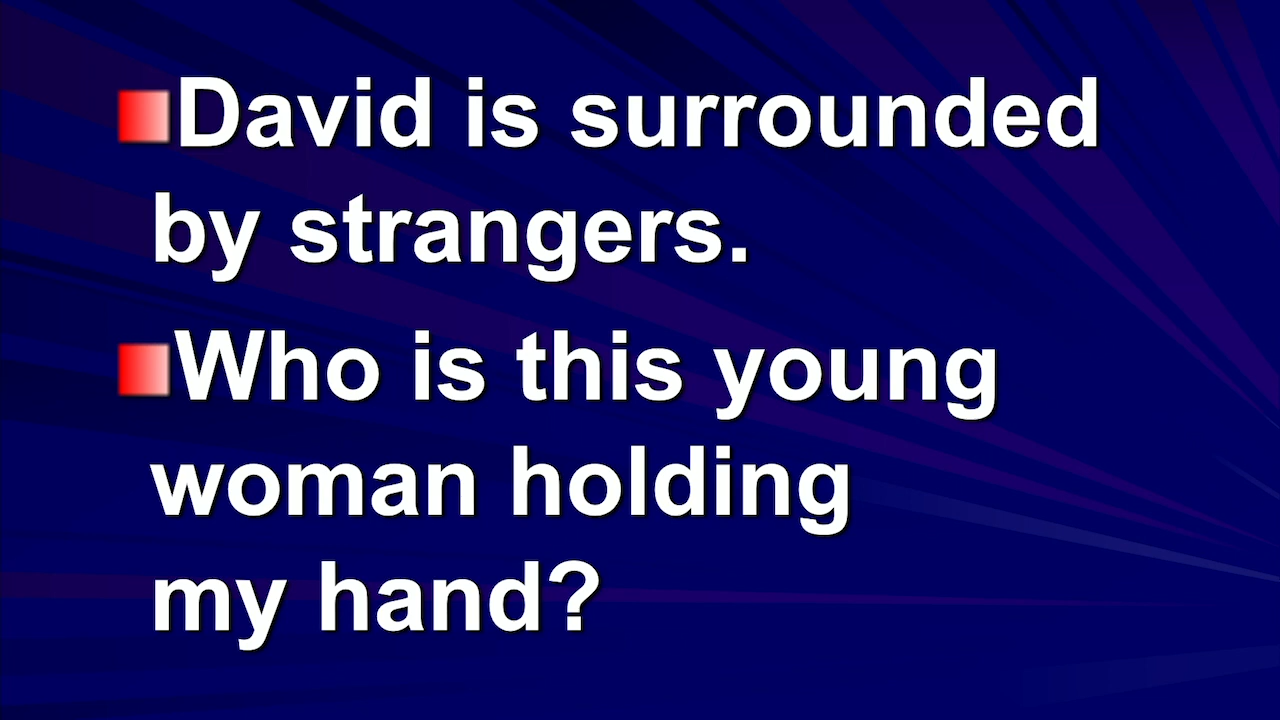 David is surrounded
by strangers.
Who is this young
woman holding
my hand?